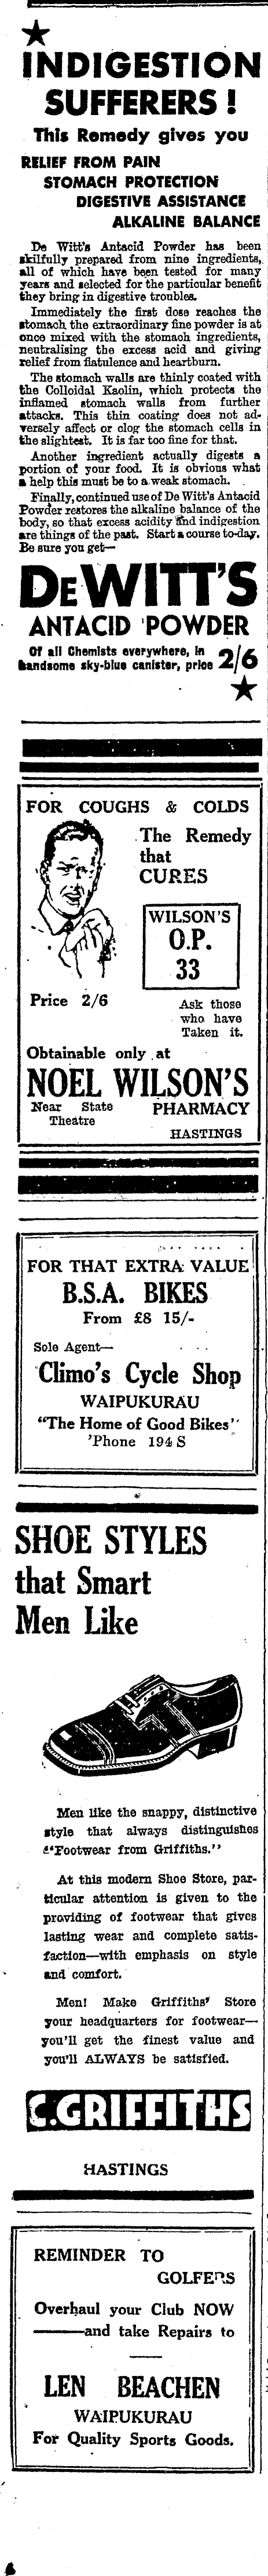 INDIGESTION
SUFFERERS!
This Remedy gives you
RELIEF FROM PAIN
STOMACH PROTECTION
DIGESTIVE ASSISTANCE
ALKALINE BALANCE
De Witt's Antacid Powder has been
skilfully prepared from nine ingredients,
all of which have been tested for many
years and selected for the particular benefit
they bring in digestive troubles.
Immediately the first dose reaches the
stomach the extraordinary fine powder is at
once mixed with the stomach ingredients,
neutralising the excess acid and giving
relief from flatulence and heartburn.
The stomach walls are thinly coated with
the Colloidal Kaolin, which protects the
inflamed stomach walls from further
attacks. This thin coating does not ad-
versely affect or clog the stomach cells in
the slightest. It is far too fine for that.
Another ingredient actually digests a
portion of your food. It is obvious what
a help this must be to a weak stomach.
Finally, continued use of De Witt's Antacid
Powder restores the alkaline balance of the
body, so that excess acidity and indigestion
are things of the past. Start a course to-day.
Be sure you get—
DEWITT'S
ANTACID POWDER
Of all Chemists everywhere, in
handsome sky-blue canister, price 2/6
FOR COUGHS & COLDS
The Remedy
that
CURES
WILSON'S
O.P.
33
Price 2/6
Ask those
who have
Taken it.
Obtainable only at
NOEL WILSON'S
Near State
Theatre
PHARMACY
HASTINGS
FOR THAT EXTRA VALUE
B.S.A. BIKES
From £8 15/-
Sole Agent—
Climo's Cycle Shop
WAIPUKURAU
"The Home of Good Bikes"
'Phone 194 S
SHOE STYLES
that Smart
Men Like
Men like the snappy, distinctive
style that always distinguishes
"Footwear from Griffiths."
At this modern Shoe Store, par-
ticular attention is given to the
providing of footwear that gives
lasting wear and complete satis-
faction—with emphasis on style
and comfort.
Men! Make Griffiths' Store
your headquarters for footwear—
you'll get the finest value and
you'll ALWAYS be satisfied.
C. GRIFFITHS
HASTINGS
REMINDER TO
GOLFERS
Overhaul your Club NOW
—and take Repairs to
LEN BEACHEN
WAIPUKURAU
For Quality Sports Goods.